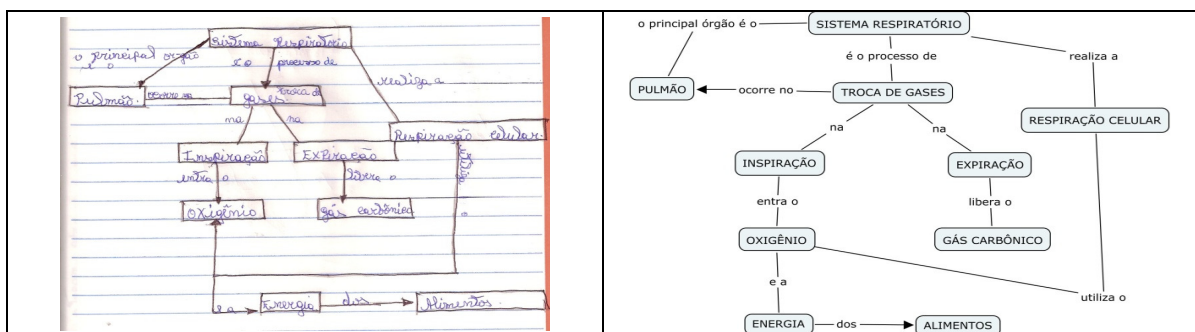 Sistema Respiratório
o principal orgão
é o
é o processo de
realiza a
Pulmão.
ocorre no
troca de
gases.
na na
Respiração celular.
Inspiração
Expiração
utiliza
o
entra o
libera o
Oxigênio
gás carbônico
e a
Energia
dos
Alimentos.
o principal órgão é o
SISTEMA RESPIRATÓRIO
é o processo de
realiza a
PULMÃO
ocorre no
TROCA DE GASES
RESPIRAÇÃO CELULAR
na
na
INSPIRAÇÃO
EXPIRAÇÃO
entra o
libera o
OXIGÊNIO
GÁS CARBÔNICO
e a
utiliza o
ENERGIA
dos
ALIMENTOS